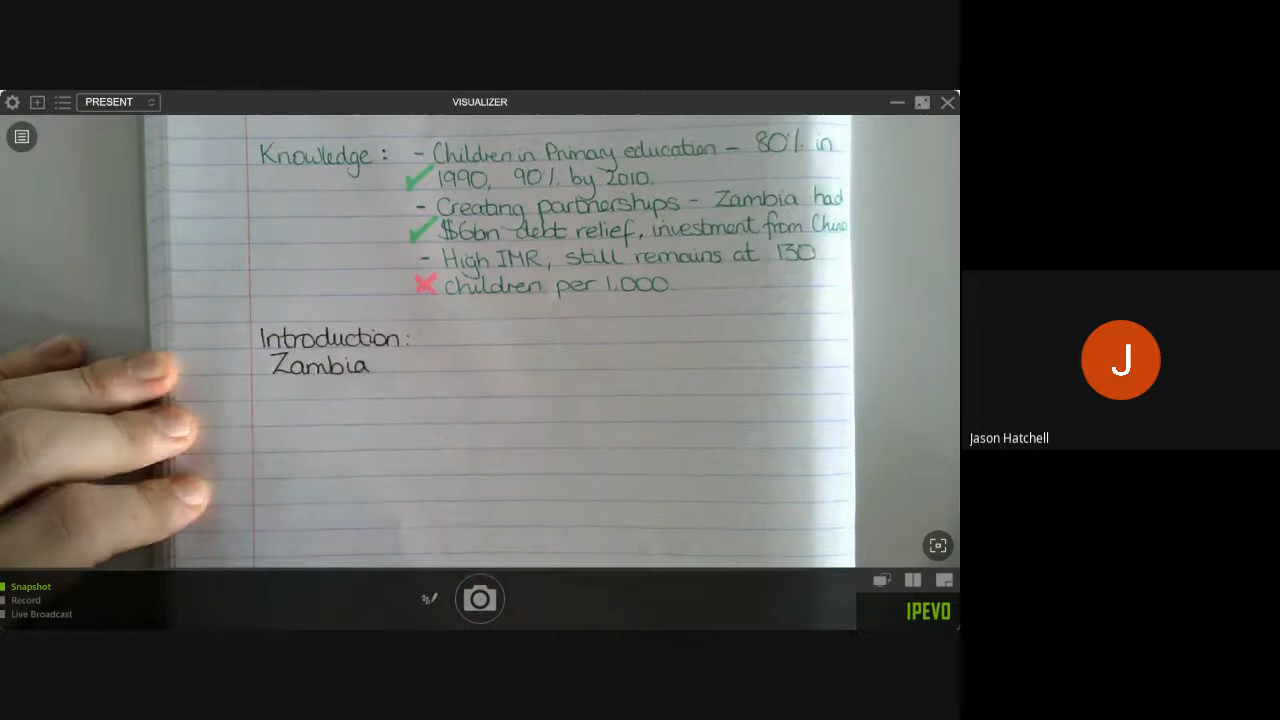 PRESENT
VISUALIZER
Knowledge : - Children in Primary education - 80% in
1990, 90% by 2010.
- Creating partnerships - Zambia had
$6bn debt relief, investment from China
- High IMR, still remains at 130
children per 1,000.
Introduction:
Zambia
J
Jason Hatchell
Snapshot
Record
Live Broadcast
IPEVO